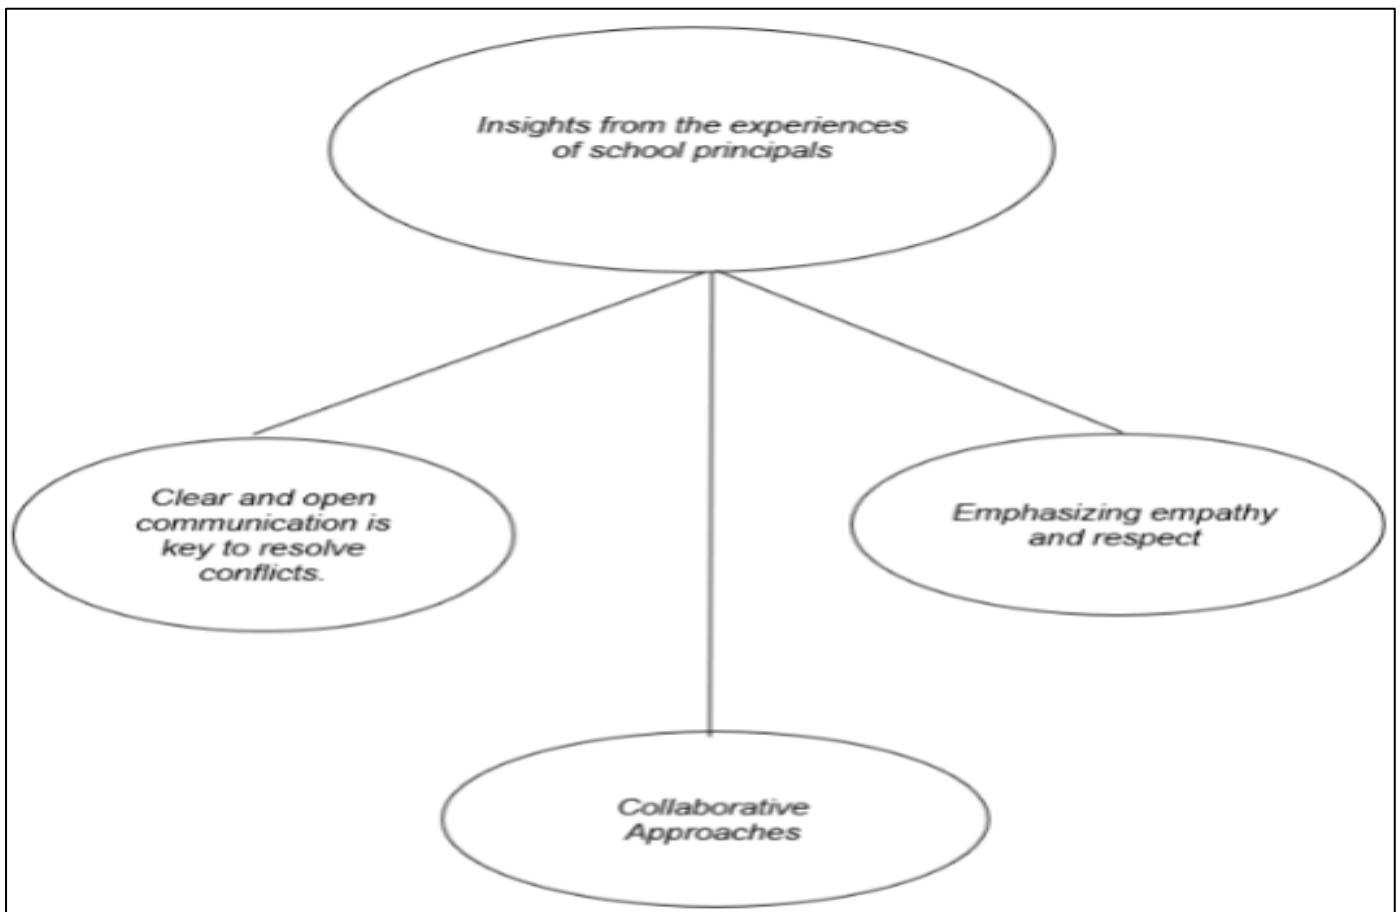 Insights from the experiences
of school principals
Clear and open
communication is
key to resolve
conflicts.
Emphasizing empathy
and respect
Collaborative
Approaches